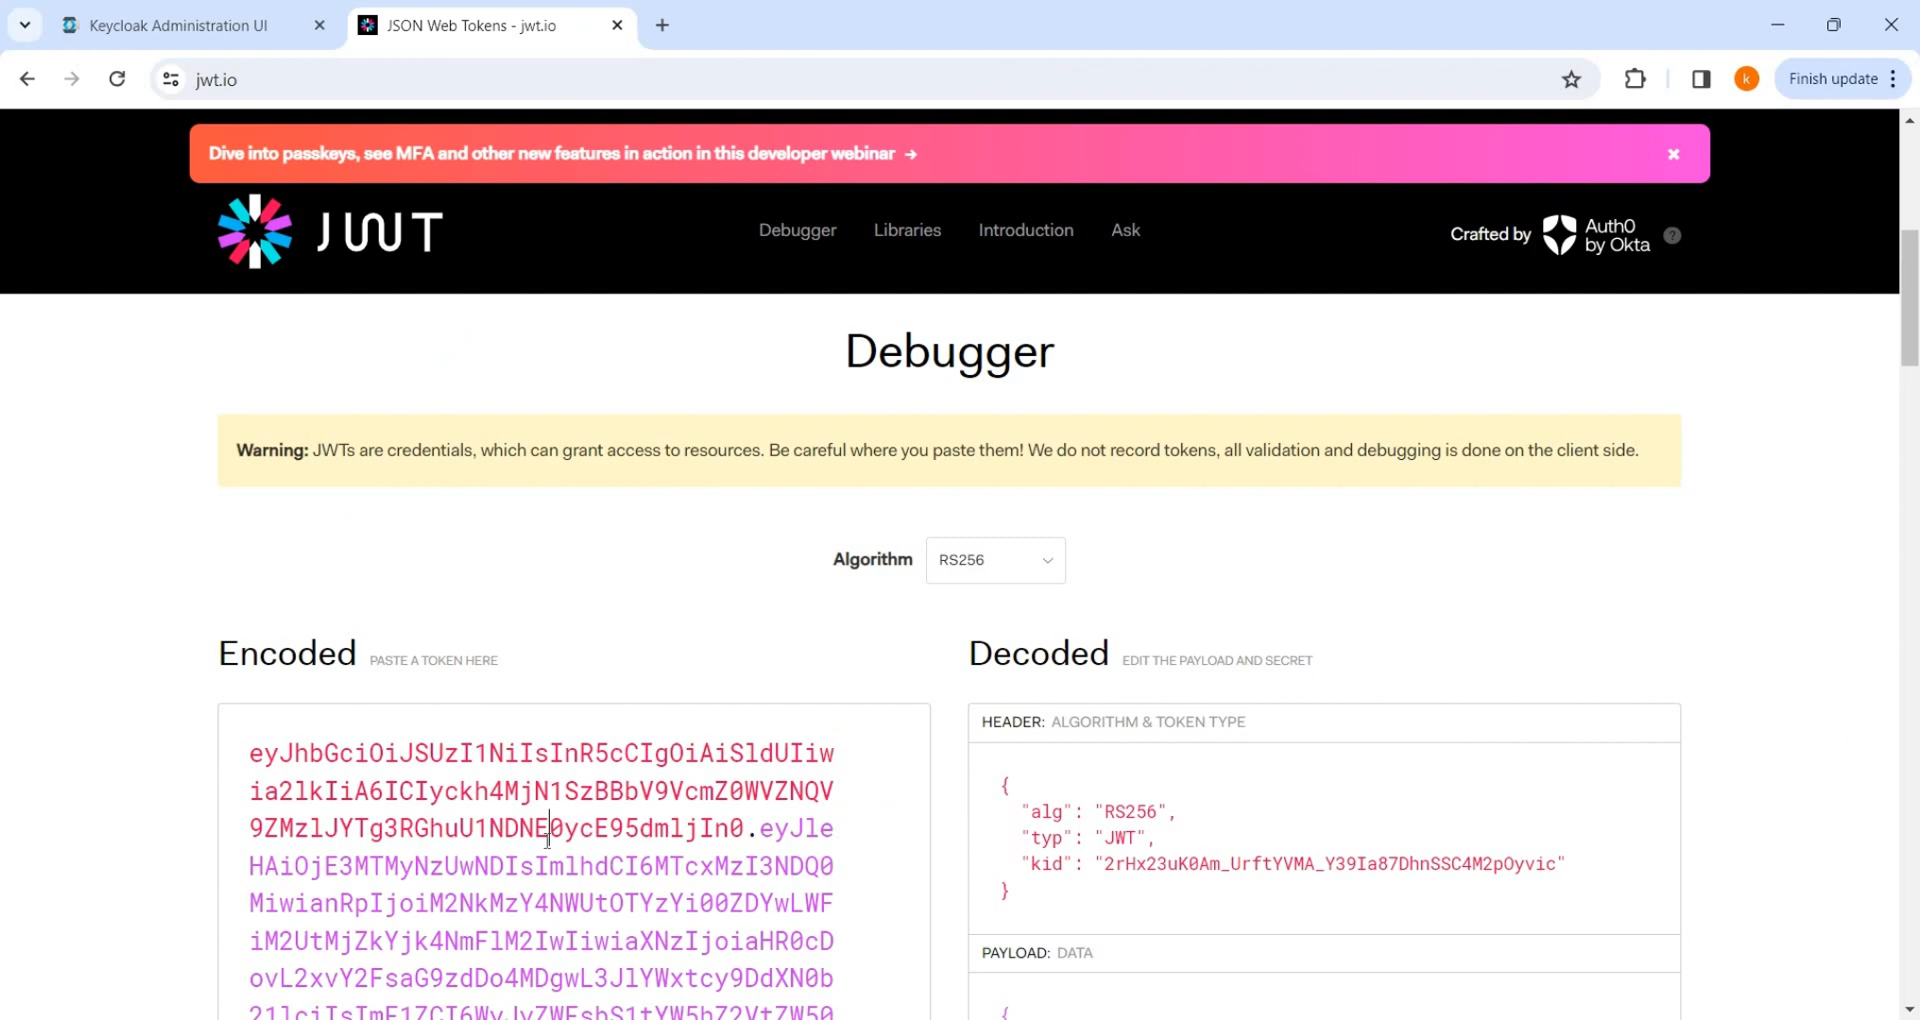 Keycloak Administration UI
JSON Web Tokens - jwt.io
jwt.io
k
Finish update
Dive into passkeys, see MFA and other new features in action in this developer webinar →
JWT
Debugger
Libraries
Introduction
Ask
Crafted by
Auth0
by Okta
?
Debugger
Warning: JWTs are credentials, which can grant access to resources. Be careful where you paste them! We do not record tokens, all validation and debugging is done on the client side.
Algorithm
RS256
Encoded PASTE A TOKEN HERE
eyJhbGciOiJSUzI1NiIsInR5cCIgOiAiSldUIiw
ia2lkIiA6ICIyckh4MjN1SzBBbV9VcmZ0WVZNQV
9ZMzlJYTg3RGhuU1NDNE0ycE95dmljIn0.eyJle
HAiOjE3MTMyNzUwNDIsImlhdCI6MTcxMzI3NDQ0
MiwianRpIjoiM2NkMzY4NWUtOTYzYi00ZDYwLWF
iM2UtMjZkYjk4NmFlM2IwIiwiaXNzIjoiaHR0cD
ovL2xvY2FsaG9zdDo4MDgwL3JlYWxtcy9DdXN0b
21lciIsImF1ZCI6WyJyZWFsbS1tYW5hZ2VtZW50
Decoded EDIT THE PAYLOAD AND SECRET
HEADER: ALGORITHM & TOKEN TYPE
{
"alg": "RS256",
"typ": "JWT",
"kid": "2rHx23uK0Am_UrftYVMA_Y39Ia87DhnSSC4M2pOyvic"
}
PAYLOAD: DATA
{